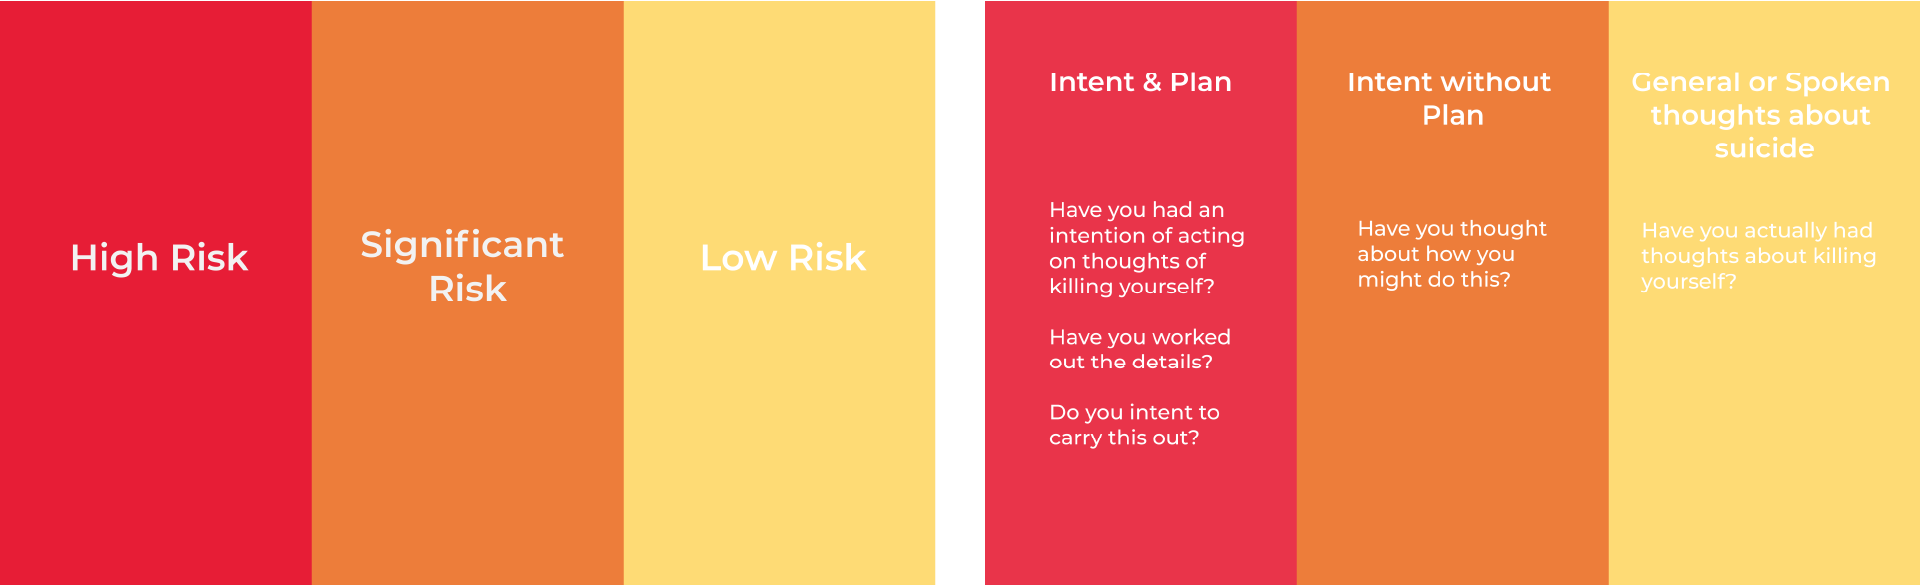 High Risk
Significant
Risk
Low Risk
Intent & Plan
Have you had an
intention of acting
on thoughts of
killing yourself?
Have you worked
out the details?
Do you intent to
carry this out?
Intent without
Plan
Have you thought
about how you
might do this?
General or Spoken
thoughts about
suicide
Have you actually had
thoughts about killing
yourself?